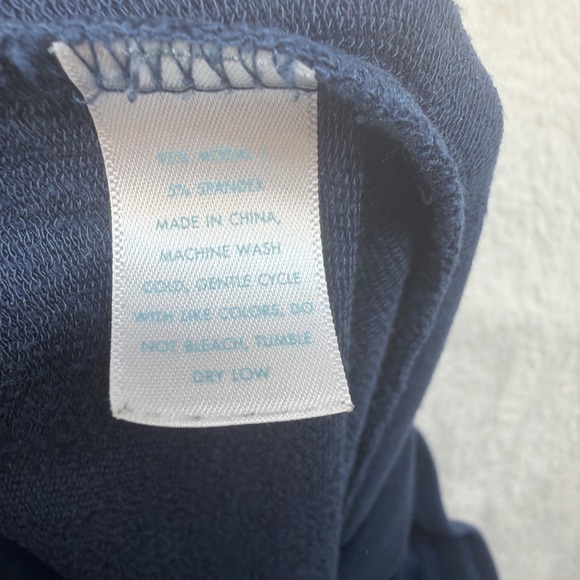 95% MODAL /
5% SPANDEX
MADE IN CHINA,
MACHINE WASH
COLD, GENTLE CYCLE
WITH LIKE COLORS, DO
NOT BLEACH, TUMBLE
DRY LOW